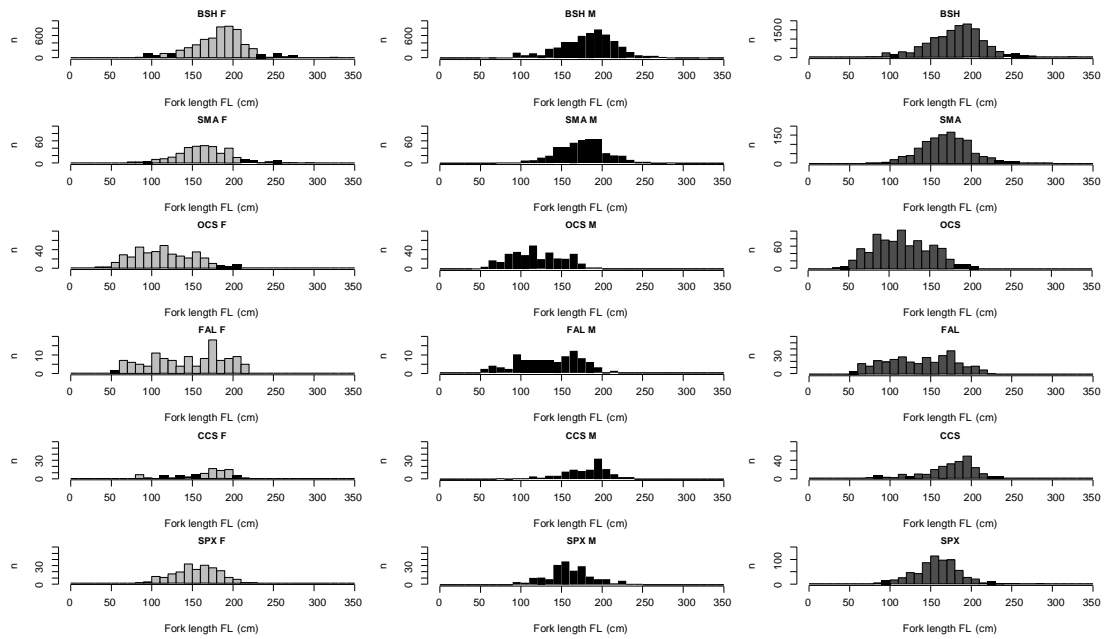 BSH F BSH M BSH
n 0 600 n 0 600 n 0 1500
0 50 100 150 200 250 300 350 0 50 100 150 200 250 300 350 0 50 100 150 200 250 300 350
Fork length FL (cm) Fork length FL (cm) Fork length FL (cm)
SMA F SMA M SMA
n 0 60 n 0 60 n 0 150
0 50 100 150 200 250 300 350 0 50 100 150 200 250 300 350 0 50 100 150 200 250 300 350
Fork length FL (cm) Fork length FL (cm) Fork length FL (cm)
OCS F OCS M OCS
n 0 40 n 0 40 n 0 60
0 50 100 150 200 250 300 350 0 50 100 150 200 250 300 350 0 50 100 150 200 250 300 350
Fork length FL (cm) Fork length FL (cm) Fork length FL (cm)
FAL F FAL M FAL
n 0 10 n 0 10 n 0 30
0 50 100 150 200 250 300 350 0 50 100 150 200 250 300 350 0 50 100 150 200 250 300 350
Fork length FL (cm) Fork length FL (cm) Fork length FL (cm)
CCS F CCS M CCS
n 0 30 n 0 30 n 0 40
0 50 100 150 200 250 300 350 0 50 100 150 200 250 300 350 0 50 100 150 200 250 300 350
Fork length FL (cm) Fork length FL (cm) Fork length FL (cm)
SPX F SPX M SPX
n 0 30 n 0 30 n 0 100
0 50 100 150 200 250 300 350 0 50 100 150 200 250 300 350 0 50 100 150 200 250 300 350
Fork length FL (cm) Fork length FL (cm) Fork length FL (cm)